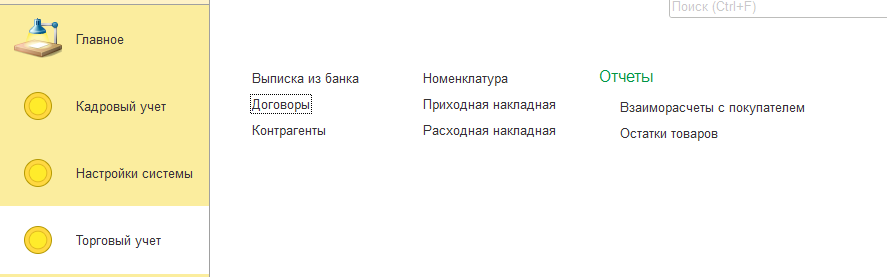 Поиск (Ctrl+F)
Главное
Кадровый учет
Настройки системы
Торговый учет
Выписка из банка
Договоры
Контрагенты
Номенклатура
Приходная накладная
Расходная накладная
Отчеты
Взаиморасчеты с покупателем
Остатки товаров